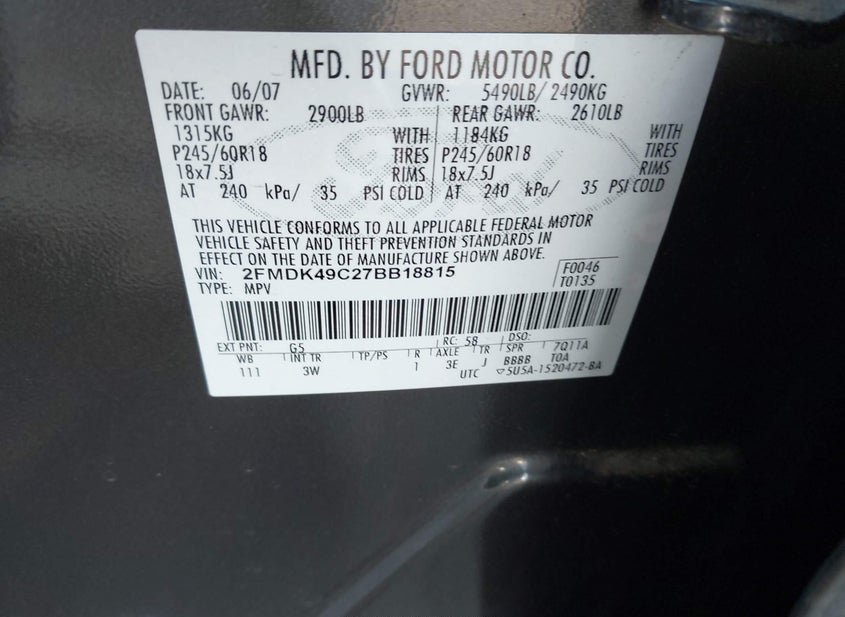 MFD. BY FORD MOTOR CO.
DATE: 06/07 GVWR: 5490LB/ 2490KG
FRONT GAWR: 2900LB REAR GAWR: 2610LB
1315KG WITH 1184KG WITH
P245/60R18 TIRES P245/60R18 TIRES
18x7.5J RIMS 18x7.5J RIMS
AT 240 kPa/ 35 PSI COLD AT 240 kPa/ 35 PSI COLD
THIS VEHICLE CONFORMS TO ALL APPLICABLE FEDERAL MOTOR
VEHICLE SAFETY AND THEFT PREVENTION STANDARDS IN
EFFECT ON THE DATE OF MANUFACTURE SHOWN ABOVE.
VIN: 2FMDK49C27BB18815 F0046
TYPE: MPV T0135
EXT PNT: G5 RC: 58 DSO:
WB INT TR TP/PS R AXLE TR SPR 7Q11A
111 3W 1 3E J BBBB TOA
UTC ▽5U5A-1520472-BA